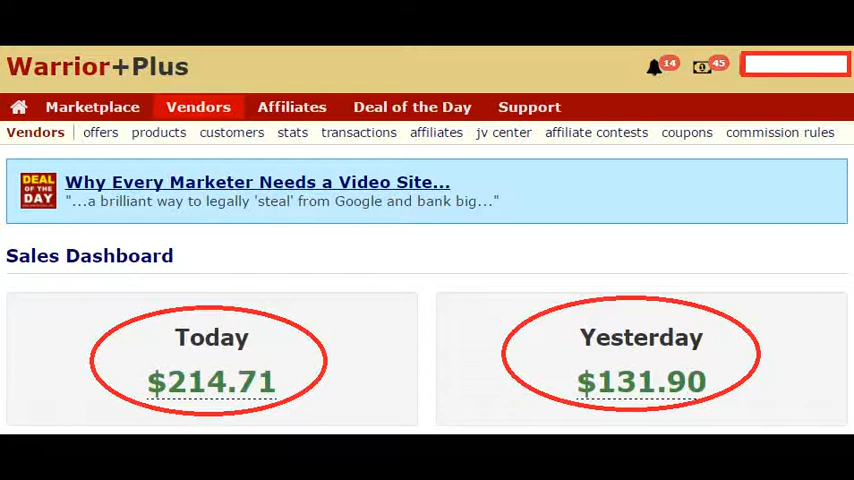 Warrior+Plus
14
45
Marketplace Vendors Affiliates Deal of the Day Support
Vendors offers products customers stats transactions affiliates jv center affiliate contests coupons commission rules
DEAL
OF THE
DAY
Why Every Marketer Needs a Video Site...
"...a brilliant way to legally 'steal' from Google and bank big..."
Sales Dashboard
Today
$214.71
Yesterday
$131.90